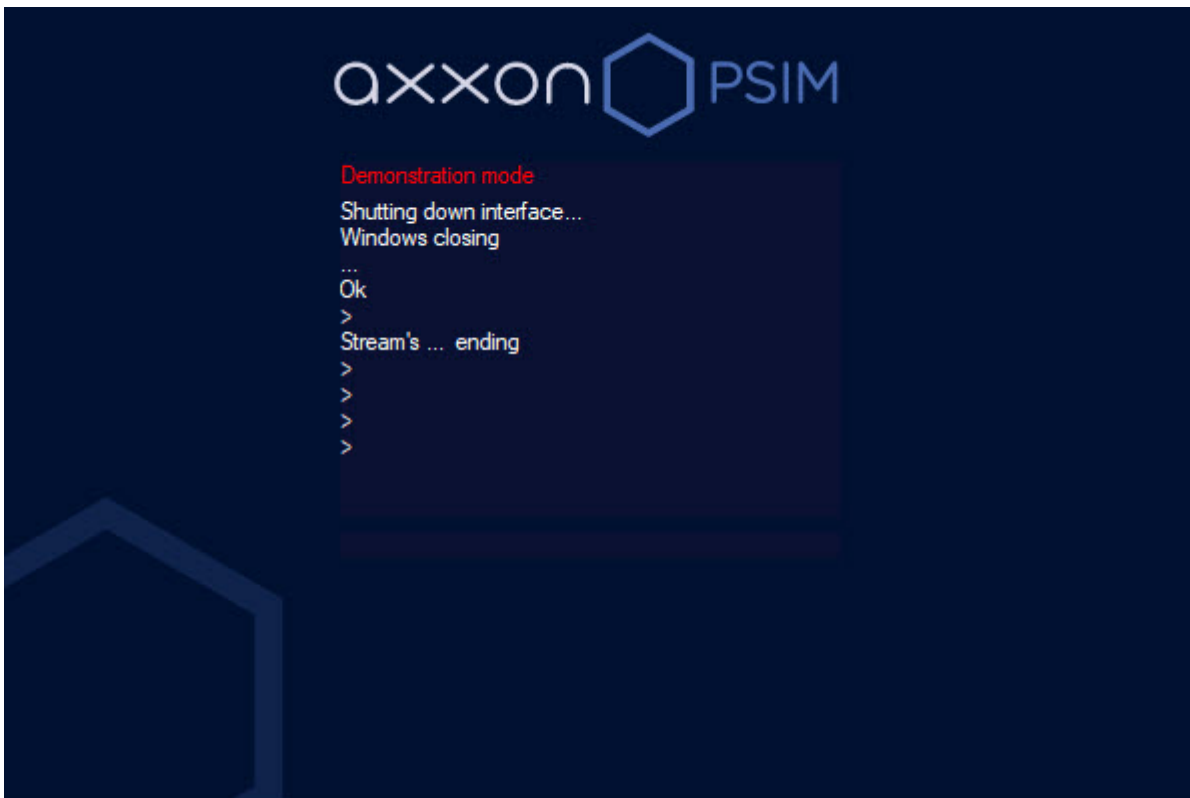 axxon PSIM
Demonstration mode
Shutting down interface...
Windows closing
...
Ok
>
Stream's ... ending
>
>
>
>